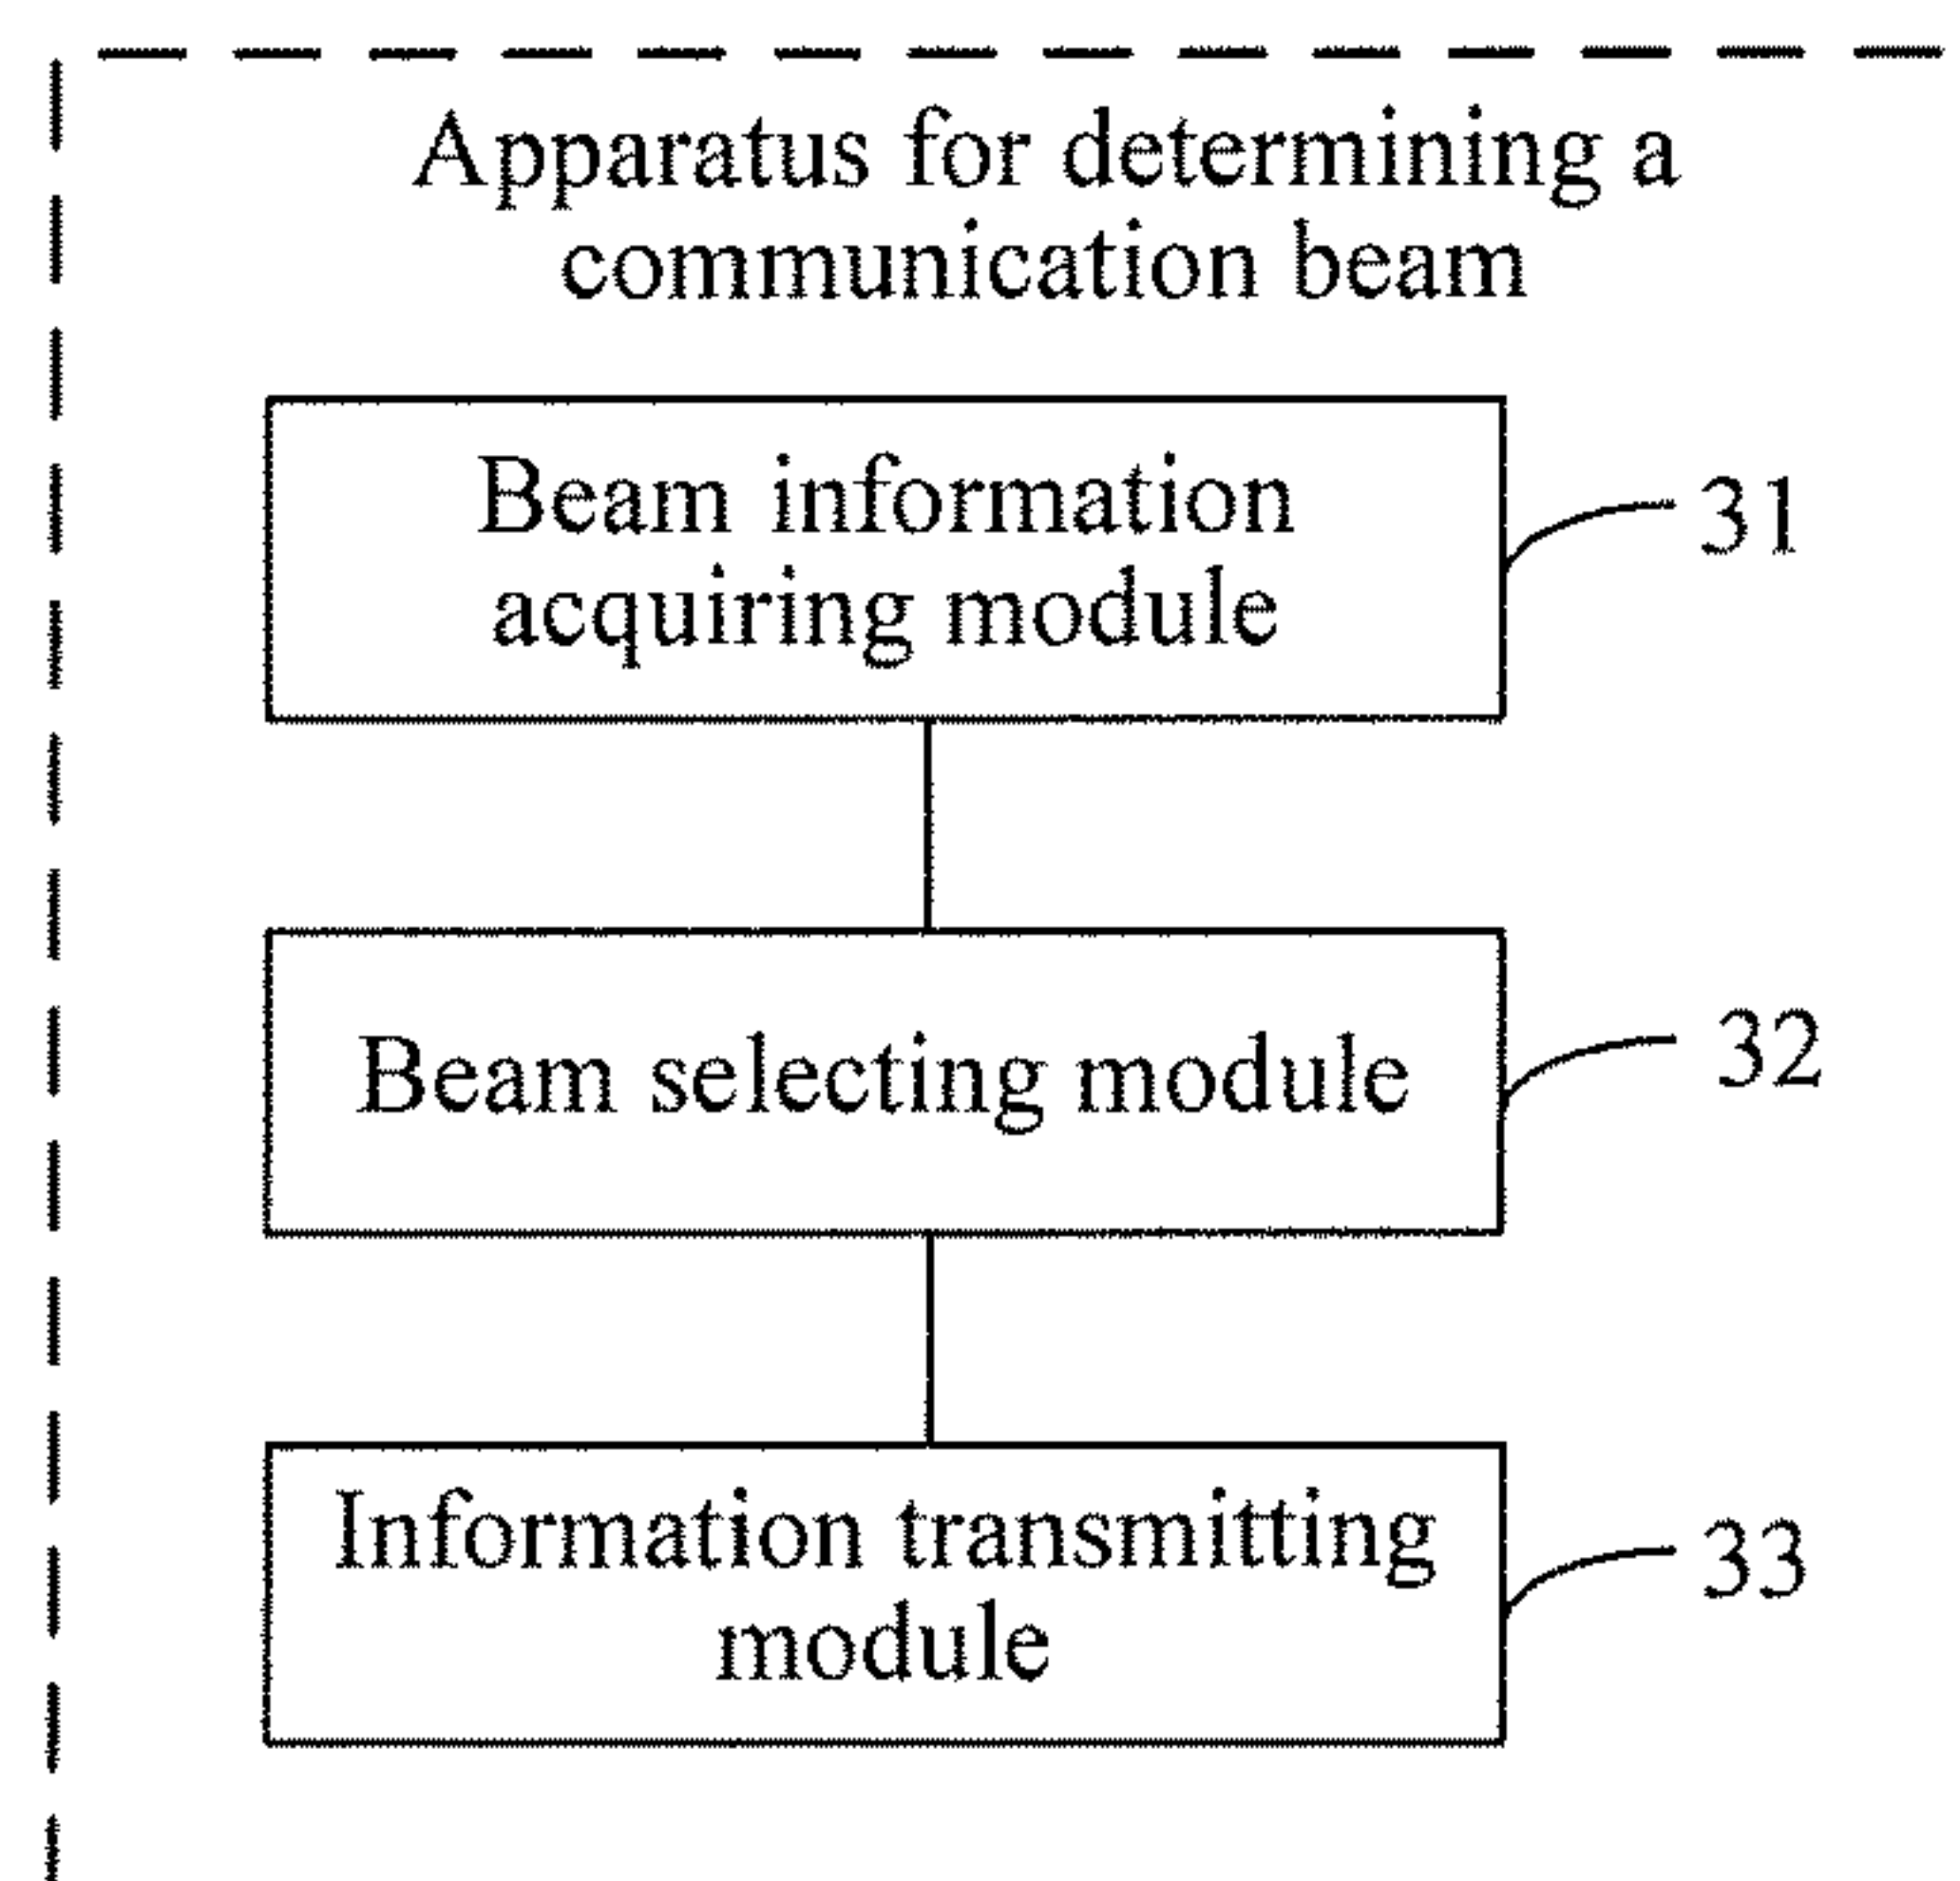 Apparatus for determining a
communication beam
Beam information
acquiring module
31
Beam selecting module
32
Information transmitting
module
33